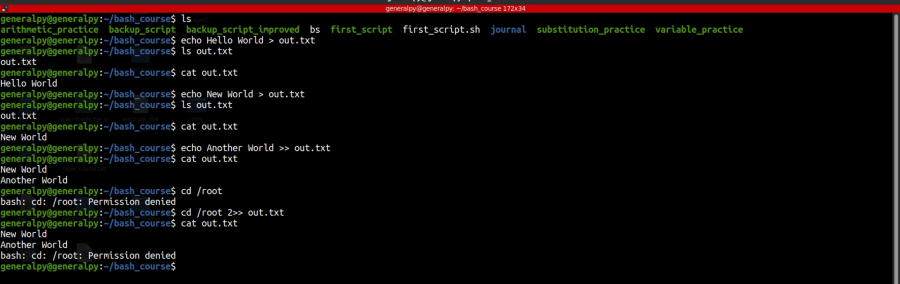 generalpy@generalpy: ~/bash_course 172x34
generalpy@generalpy:~/bash_course$ ls
arithmetic_practice backup_script backup_script_improved bs first_script first_script.sh journal substitution_practice variable_practice
generalpy@generalpy:~/bash_course$ echo Hello World > out.txt
generalpy@generalpy:~/bash_course$ ls out.txt
out.txt
generalpy@generalpy:~/bash_course$ cat out.txt
Hello World
generalpy@generalpy:~/bash_course$ echo New World > out.txt
generalpy@generalpy:~/bash_course$ ls out.txt
out.txt
generalpy@generalpy:~/bash_course$ cat out.txt
New World
generalpy@generalpy:~/bash_course$ echo Another World >> out.txt
generalpy@generalpy:~/bash_course$ cat out.txt
New World
Another World
generalpy@generalpy:~/bash_course$ cd /root
bash: cd: /root: Permission denied
generalpy@generalpy:~/bash_course$ cd /root 2>> out.txt
generalpy@generalpy:~/bash_course$ cat out.txt
New World
Another World
bash: cd: /root: Permission denied
generalpy@generalpy:~/bash_course$